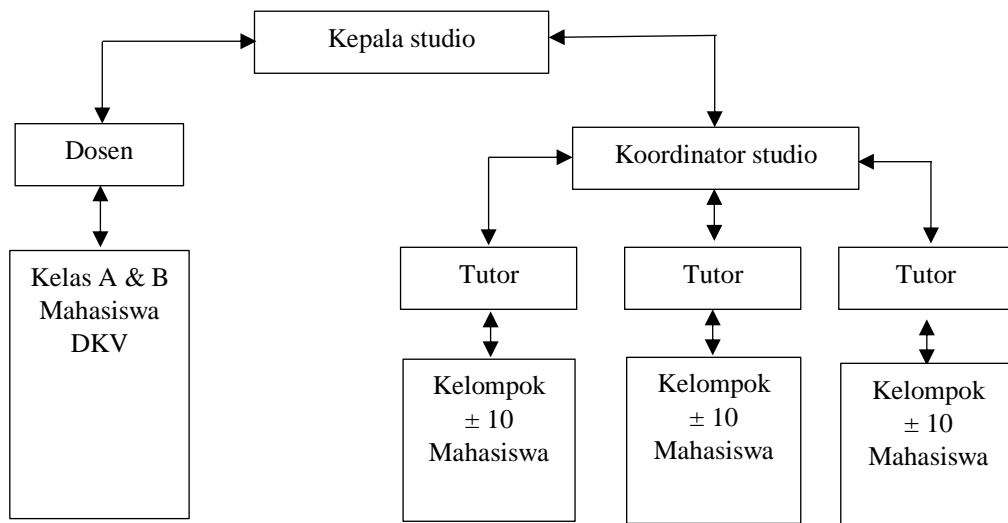 Kepala studio
Dosen
Koordinator studio
Kelas A & B
Mahasiswa
DKV
Tutor
Tutor
Tutor
Kelompok
± 10
Mahasiswa
Kelompok
± 10
Mahasiswa
Kelompok
± 10
Mahasiswa